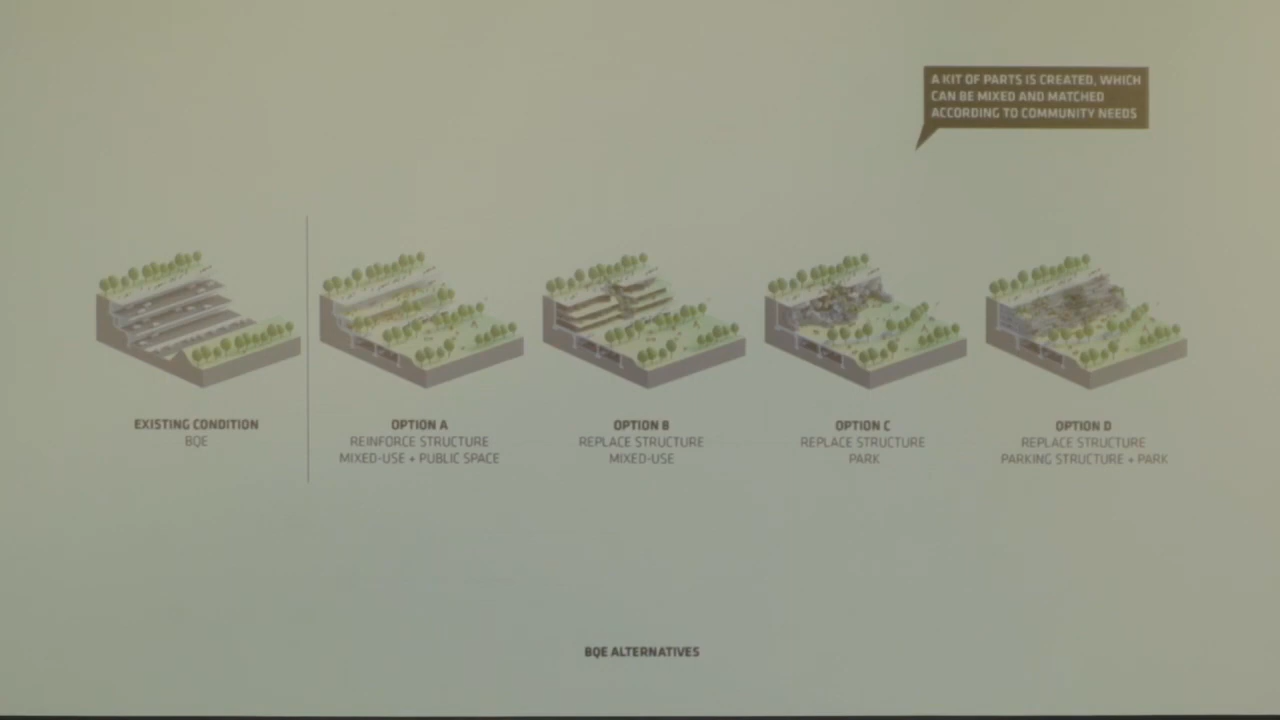 A KIT OF PARTS IS CREATED, WHICH
CAN BE MIXED AND MATCHED
ACCORDING TO COMMUNITY NEEDS
EXISTING CONDITION
BQE
OPTION A
REINFORCE STRUCTURE
MIXED-USE + PUBLIC SPACE
OPTION B
REPLACE STRUCTURE
MIXED-USE
OPTION C
REPLACE STRUCTURE
PARK
OPTION D
REPLACE STRUCTURE
PARKING STRUCTURE + PARK
BQE ALTERNATIVES